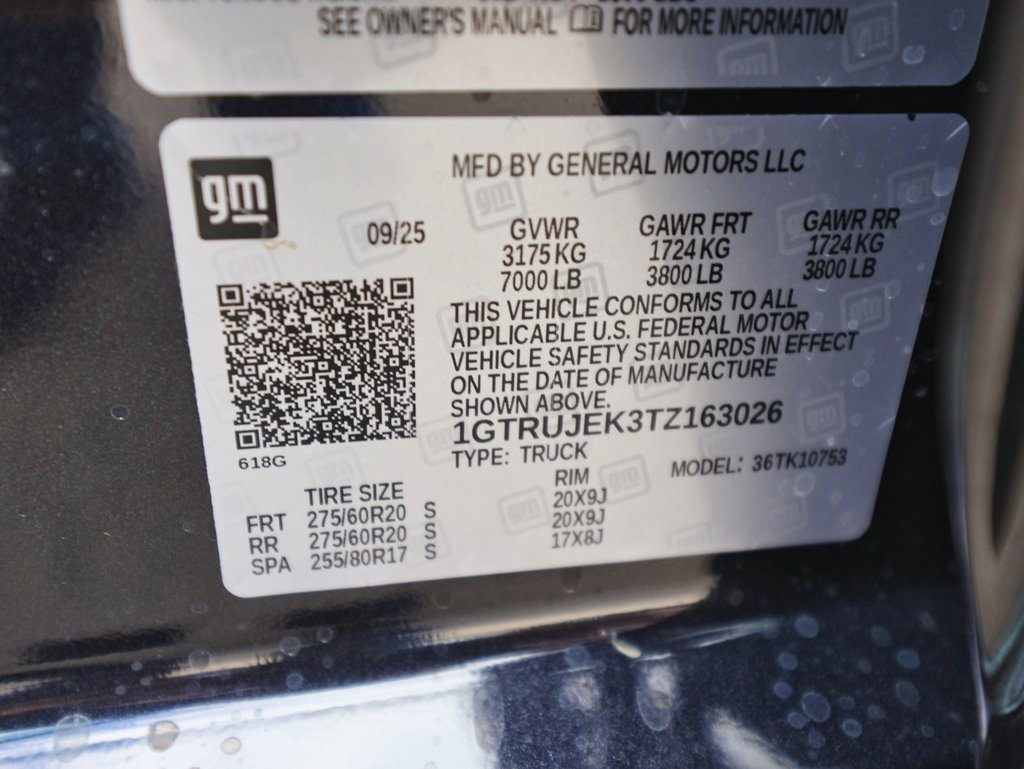 SEE OWNER'S MANUAL FOR MORE INFORMATION
gm
MFD BY GENERAL MOTORS LLC
09/25
GVWR GAWR FRT GAWR RR
3175 KG 1724 KG 1724 KG
7000 LB 3800 LB 3800 LB
THIS VEHICLE CONFORMS TO ALL
APPLICABLE U.S. FEDERAL MOTOR
VEHICLE SAFETY STANDARDS IN EFFECT
ON THE DATE OF MANUFACTURE
SHOWN ABOVE.
1GTRUJEK3TZ163026
618G
TYPE: TRUCK MODEL: 36TK10753
TIRE SIZE RIM
FRT 275/60R20 S 20X9J
RR 275/60R20 S 20X9J
SPA 255/80R17 S 17X8J